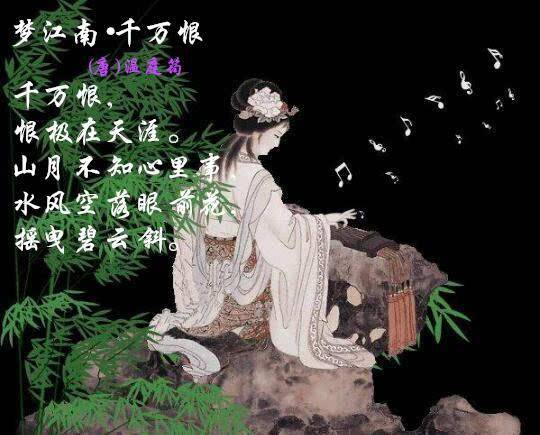 梦江南•千万恨
(唐)温庭筠
千万恨，
恨极在天涯。
山月不知心里事，
水风空落眼前花，
摇曳碧云斜。